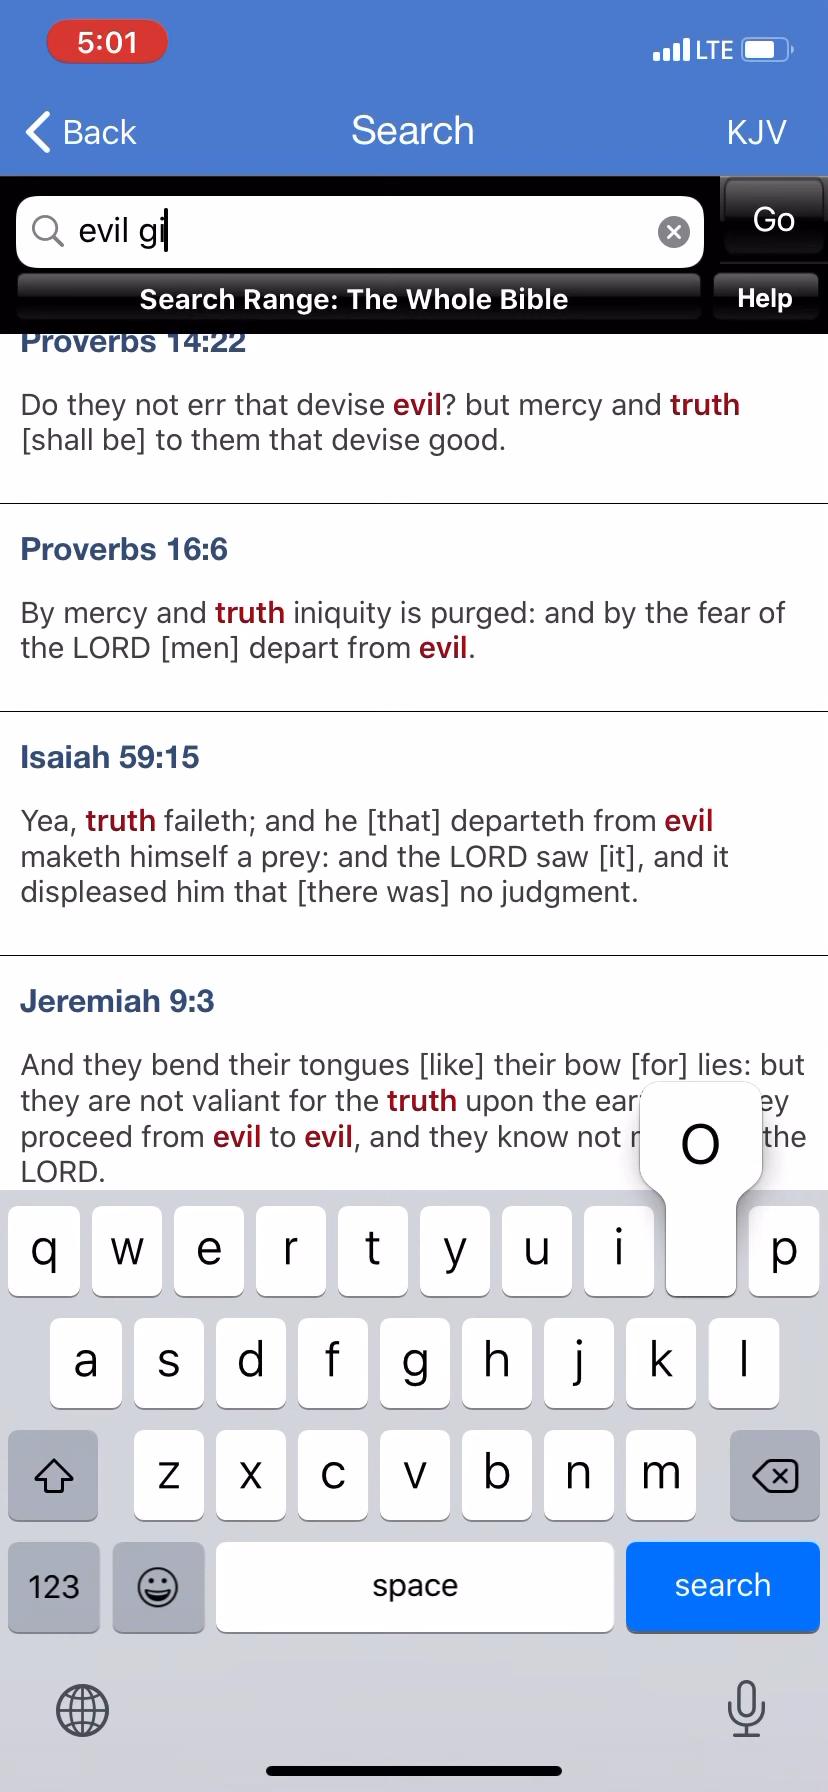 5:01
LTE
Back
Search
KJV
evil gi
Go
Search Range: The Whole Bible
Help
Proverbs 14:22
Do they not err that devise evil? but mercy and truth
[shall be] to them that devise good.
Proverbs 16:6
By mercy and truth iniquity is purged: and by the fear of
the LORD [men] depart from evil.
Isaiah 59:15
Yea, truth faileth; and he [that] departeth from evil
maketh himself a prey: and the LORD saw [it], and it
displeased him that [there was] no judgment.
Jeremiah 9:3
And they bend their tongues [like] their bow [for] lies: but
they are not valiant for the truth upon the
proceed from evil to evil, and they know not the
LORD.
o
q w e r t y u i p
a s d f g h j k l
z x c v b n m
123 space search